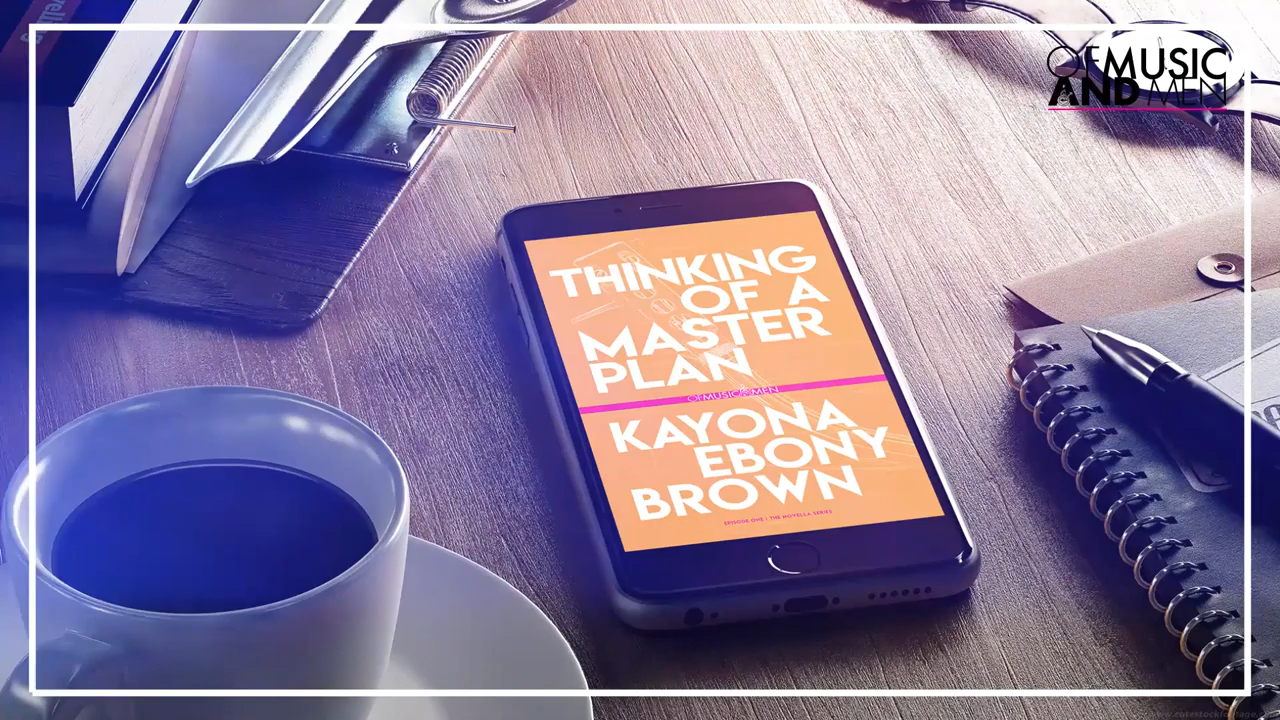 OF MUSIC
AND MEN
THINKING
OF A
MASTER
PLAN
OF MUSIC & MEN
KAYONA
EBONY
BROWN
EPISODE ONE | THE NOVELLA SERIES